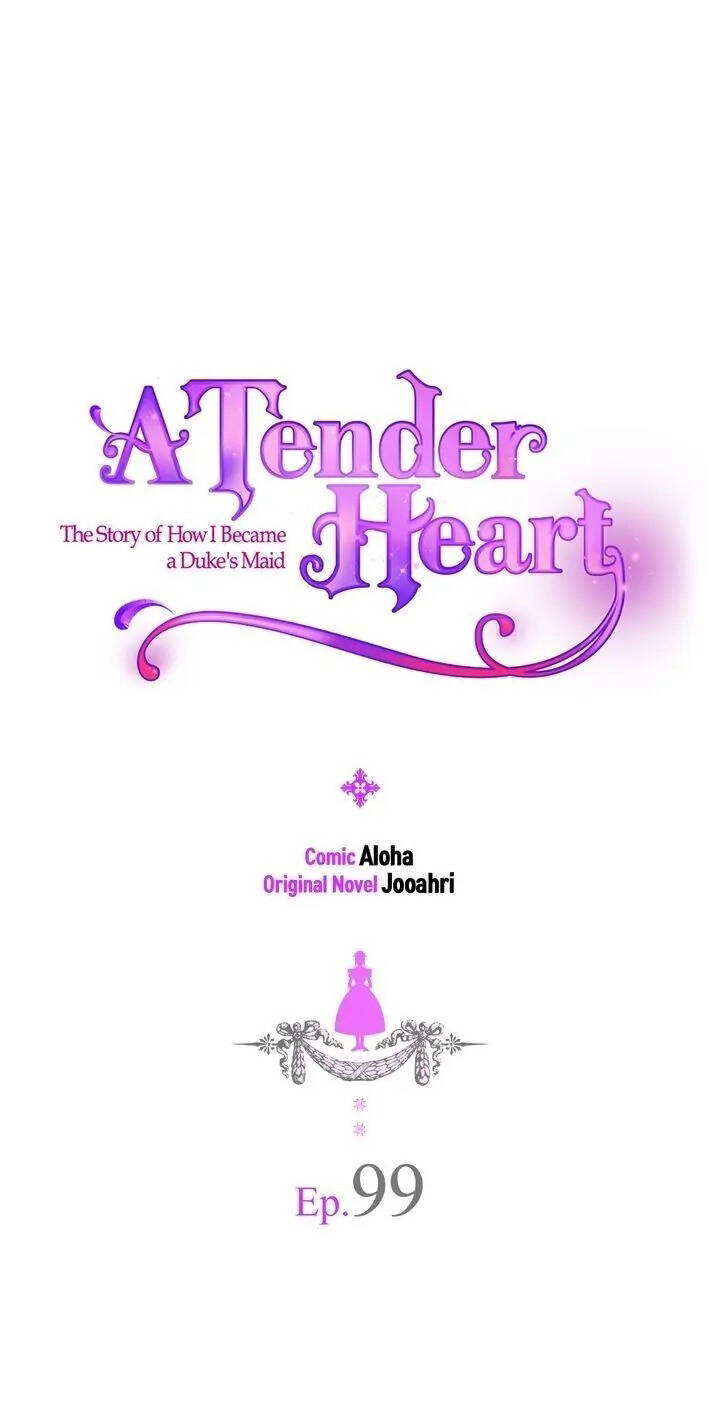 A Tender
Heart
The Story of How I Became
a Duke's Maid
Comic Aloha
Original Novel Jooahri
Ep.99